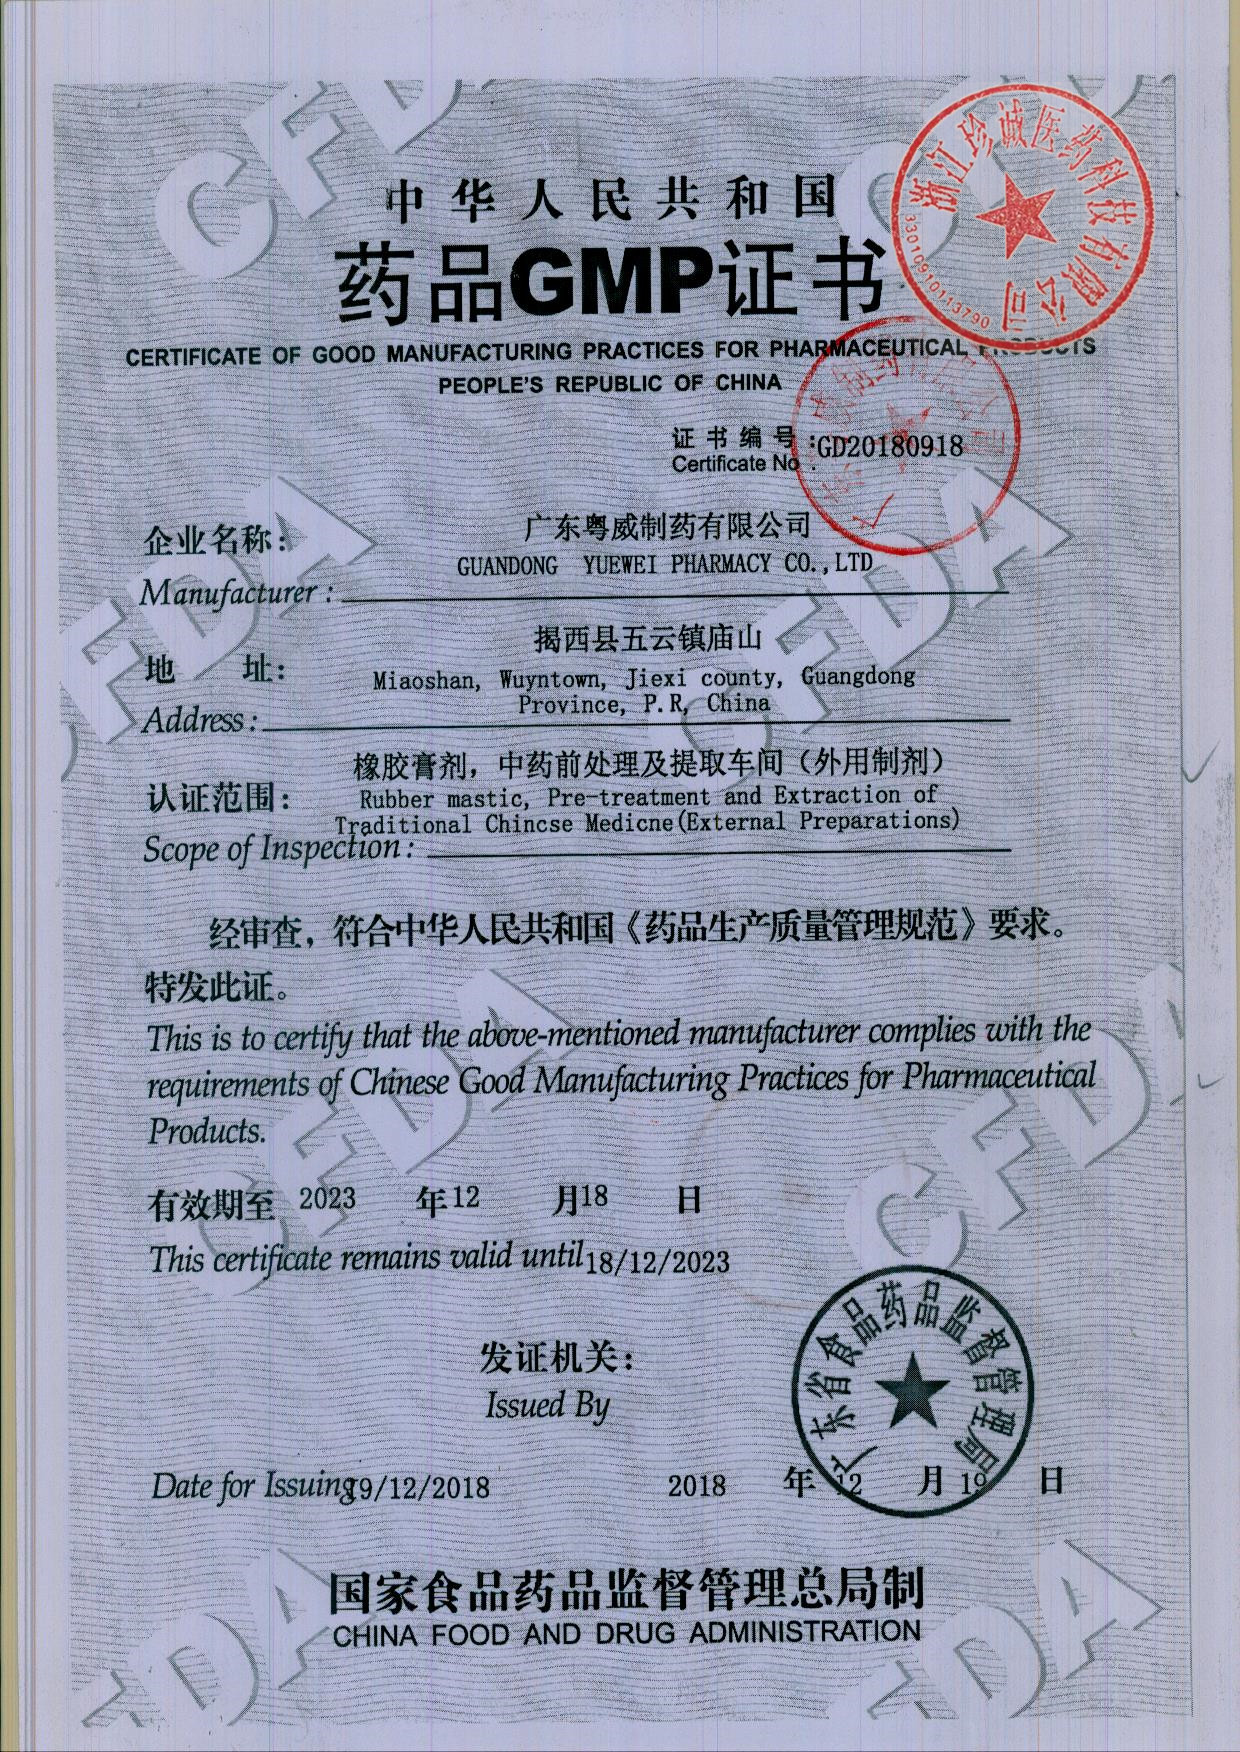 中华人民共和国
药品GMP证书
CERTIFICATE OF GOOD MANUFACTURING PRACTICES FOR PHARMACEUTICAL PRODUCTS
PEOPLE'S REPUBLIC OF CHINA
浙江珍诚医药科技有限公司
33010910113790
证书编号：GD20180918
Certificate No.
企业名称：
广东粤威制药有限公司
GUANDONG YUEWEI PHARMACY CO.,LTD
Manufacturer :
地 址：
揭西县五云镇庙山
Miaoshan, Wuyntown, Jiexi county, Guangdong
Province, P.R, China
Address :
认证范围：
橡胶膏剂，中药前处理及提取车间（外用制剂）
Rubber mastic, Pre-treatment and Extraction of
Traditional Chincse Medicne(External Preparations)
Scope of Inspection :
经审查，符合中华人民共和国《药品生产质量管理规范》要求。
特发此证。
This is to certify that the above-mentioned manufacturer complies with the
requirements of Chinese Good Manufacturing Practices for Pharmaceutical
Products.
有效期至 2023 年12 月18 日
This certificate remains valid until 18/12/2023
发证机关：
Issued By
广东省食品药品监督管理局
Date for Issuing 19/12/2018 2018 年 12 月 19 日
国家食品药品监督管理总局制
CHINA FOOD AND DRUG ADMINISTRATION
CFDA
CFDA
CFDA
CFDA
CFDA